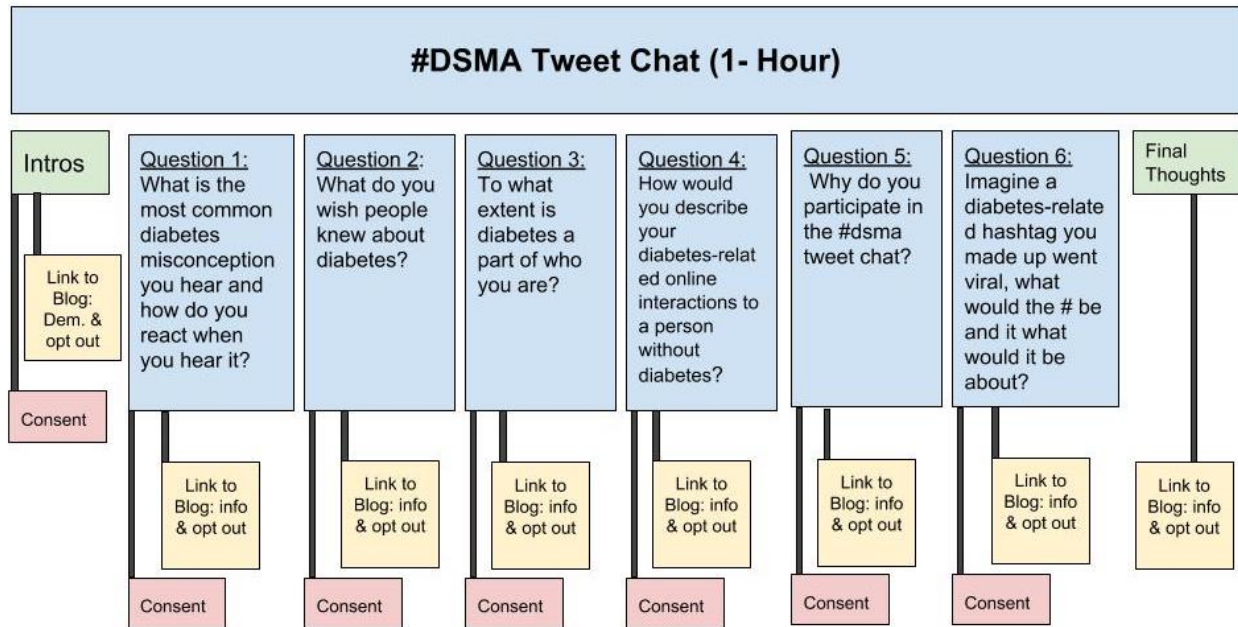 #DSMA Tweet Chat (1- Hour)
Intros
Link to
Blog:
Dem. &
opt out
Consent
Question 1:
What is the
most common
diabetes
misconception
you hear and
how do you
react when
you hear it?
Link to
Blog: info
& opt out
Consent
Question 2:
What do you
wish people
knew about
diabetes?
Link to
Blog: info
& opt out
Consent
Question 3:
To what
extent is
diabetes a
part of who
you are?
Link to
Blog: info
& opt out
Consent
Question 4:
How would
you describe
your
diabetes-relat
ed online
interactions to
a person
without
diabetes?
Link to
Blog: info
& opt out
Consent
Question 5:
Why do you
participate in
the #dsma
tweet chat?
Link to
Blog: info
& opt out
Consent
Question 6:
Imagine a
diabetes-relate
d hashtag you
made up went
viral, what
would the # be
and it what
would it be
about?
Link to
Blog: info
& opt out
Consent
Final
Thoughts
Link to
Blog: info
& opt out